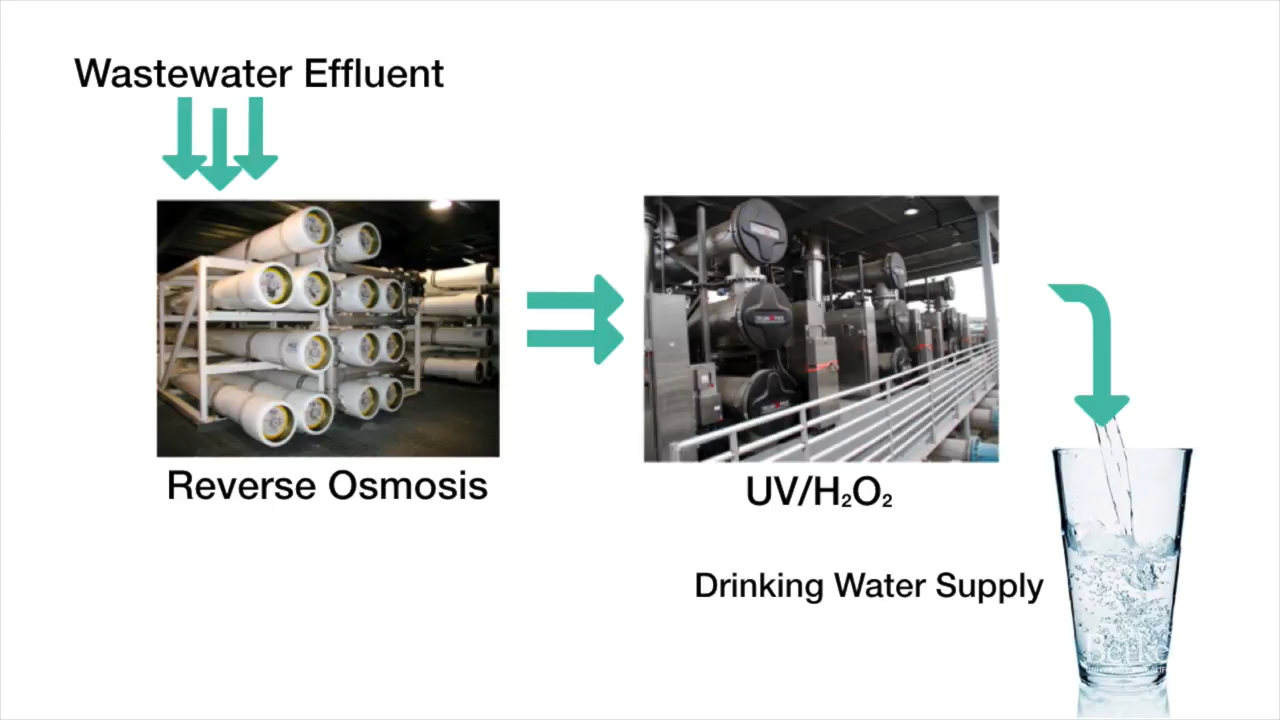 Wastewater Effluent
Reverse Osmosis
UV/H₂O₂
Drinking Water Supply